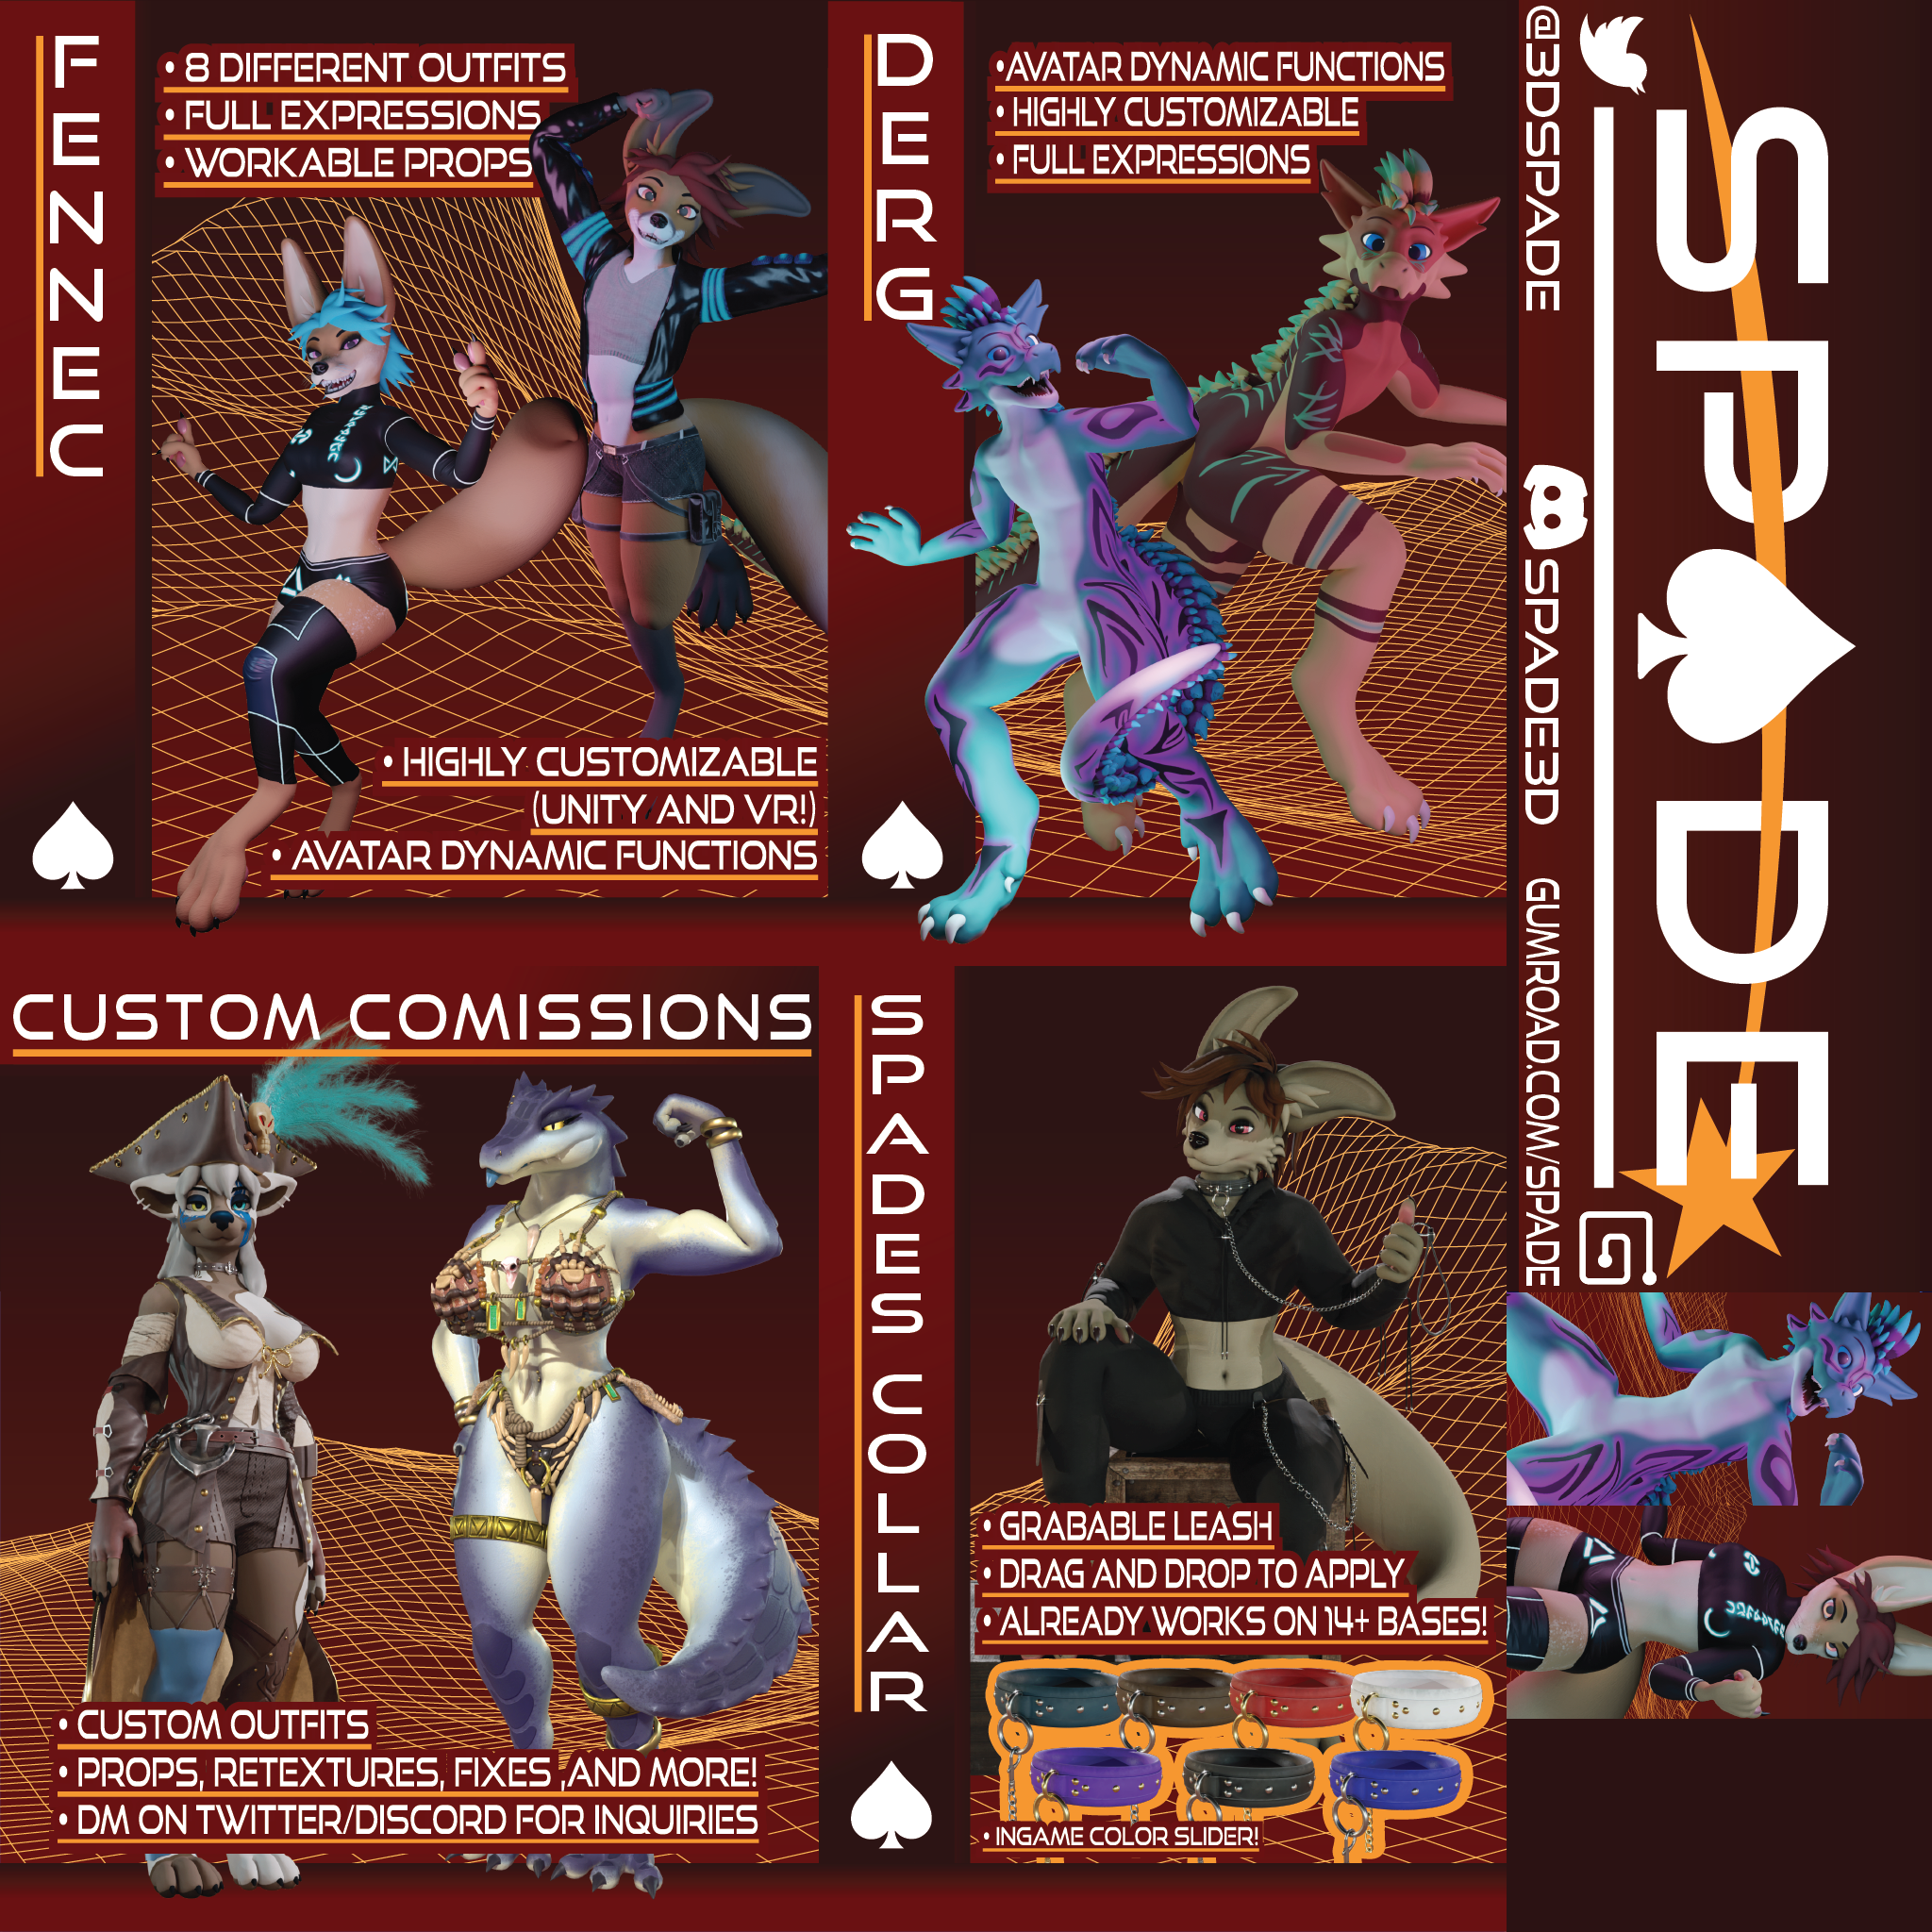 FENNEC
• 8 DIFFERENT OUTFITS
• FULL EXPRESSIONS
• WORKABLE PROPS
• HIGHLY CUSTOMIZABLE
(UNITY AND VR!)
• AVATAR DYNAMIC FUNCTIONS
DERG
•AVATAR DYNAMIC FUNCTIONS
• HIGHLY CUSTOMIZABLE
• FULL EXPRESSIONS
CUSTOM COMISSIONS
• CUSTOM OUTFITS
• PROPS, RETEXTURES, FIXES ,AND MORE!
• DM ON TWITTER/DISCORD FOR INQUIRIES
SPADES COLLAR
• GRABABLE LEASH
• DRAG AND DROP TO APPLY
• ALREADY WORKS ON 14+ BASES!
• INGAME COLOR SLIDER!
SP♠DE
@3DSPADE
SPADE3D
GUMROAD.COM/SPADE